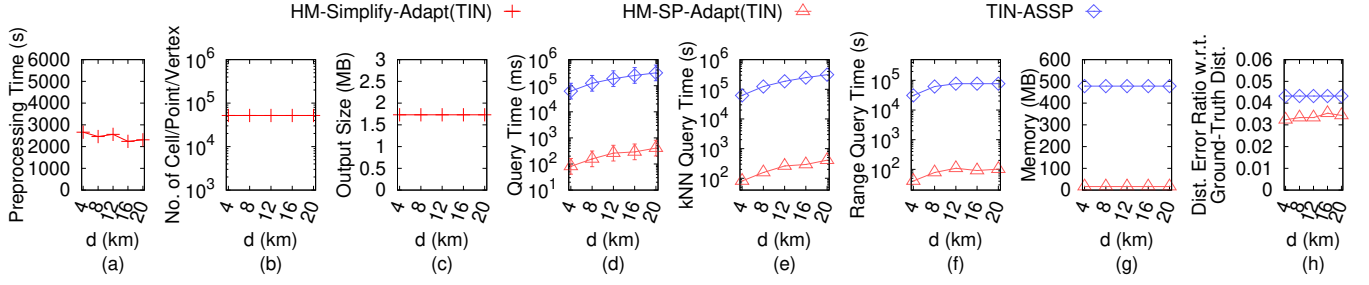 HM-Simplify-Adapt(TIN) HM-SP-Adapt(TIN) TIN-ASSP
Preprocessing Time (s)
6000
5000
4000
3000
2000
1000
0
4 8 12 16 20
d (km)
(a)
No. of Cell/Point/Vertex
10^6
10^5
10^4
10^3
4 8 12 16 20
d (km)
(b)
Output Size (MB)
3
2.5
2
1.5
1
0.5
0
4 8 12 16 20
d (km)
(c)
Query Time (ms)
10^6
10^5
10^4
10^3
10^2
10^1
4 8 12 16 20
d (km)
(d)
kNN Query Time (s)
10^6
10^5
10^4
10^3
10^2
4 8 12 16 20
d (km)
(e)
Range Query Time (s)
10^5
10^4
10^3
10^2
4 8 12 16 20
d (km)
(f)
Memory (MB)
600
500
400
300
200
100
0
4 8 12 16 20
d (km)
(g)
Dist. Error Ratio w.r.t.
Ground-Truth Dist.
0.06
0.05
0.04
0.03
0.02
0.01
0
4 8 12 16 20
d (km)
(h)